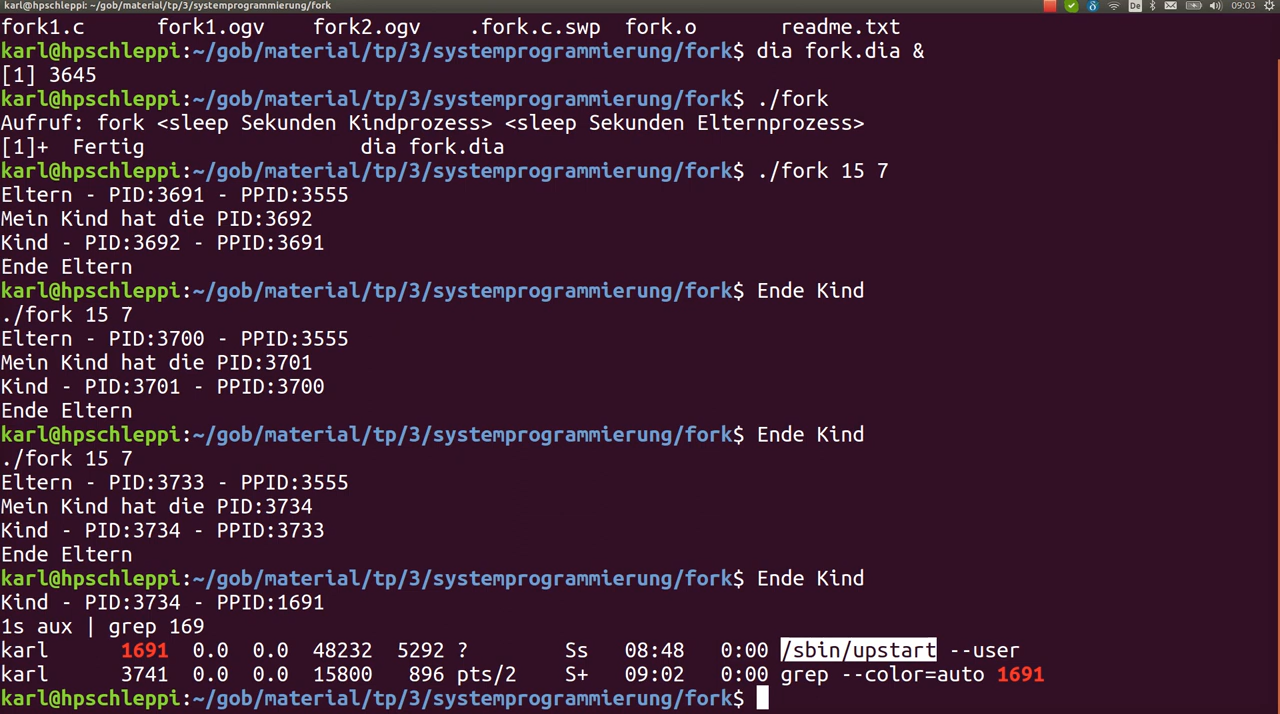 karl@hpschleppi: ~/gob/material/tp/3/systemprogrammierung/fork De 09:03
fork1.c fork1.ogv fork2.ogv .fork.c.swp fork.o readme.txt
karl@hpschleppi:~/gob/material/tp/3/systemprogrammierung/fork$ dia fork.dia &
[1] 3645
karl@hpschleppi:~/gob/material/tp/3/systemprogrammierung/fork$ ./fork
Aufruf: fork <sleep Sekunden Kindprozess> <sleep Sekunden Elternprozess>
[1]+ Fertig dia fork.dia
karl@hpschleppi:~/gob/material/tp/3/systemprogrammierung/fork$ ./fork 15 7
Eltern - PID:3691 - PPID:3555
Mein Kind hat die PID:3692
Kind - PID:3692 - PPID:3691
Ende Eltern
karl@hpschleppi:~/gob/material/tp/3/systemprogrammierung/fork$ Ende Kind
./fork 15 7
Eltern - PID:3700 - PPID:3555
Mein Kind hat die PID:3701
Kind - PID:3701 - PPID:3700
Ende Eltern
karl@hpschleppi:~/gob/material/tp/3/systemprogrammierung/fork$ Ende Kind
./fork 15 7
Eltern - PID:3733 - PPID:3555
Mein Kind hat die PID:3734
Kind - PID:3734 - PPID:3733
Ende Eltern
karl@hpschleppi:~/gob/material/tp/3/systemprogrammierung/fork$ Ende Kind
Kind - PID:3734 - PPID:1691
1s aux | grep 169
karl 1691 0.0 0.0 48232 5292 ? Ss 08:48 0:00 /sbin/upstart --user
karl 3741 0.0 0.0 15800 896 pts/2 S+ 09:02 0:00 grep --color=auto 1691
karl@hpschleppi:~/gob/material/tp/3/systemprogrammierung/fork$